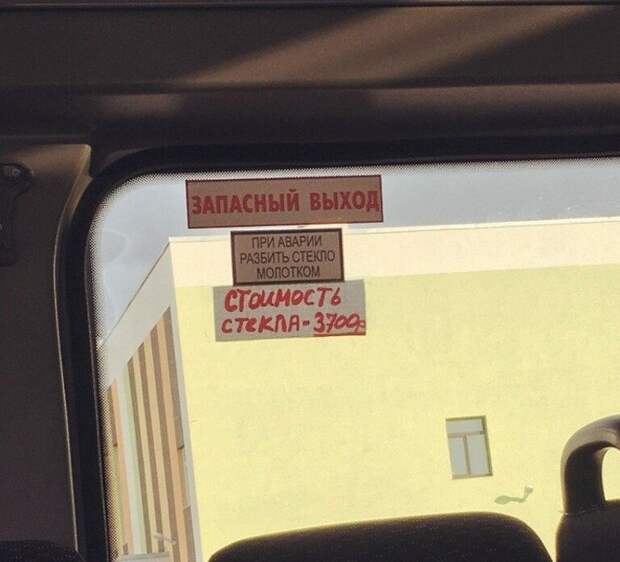 ЗАПАСНЫЙ ВЫХОД
ПРИ АВАРИИ
РАЗБИТЬ СТЕКЛО
МОЛОТКОМ
СТОИМОСТЬ
СТЕКЛА-3700р